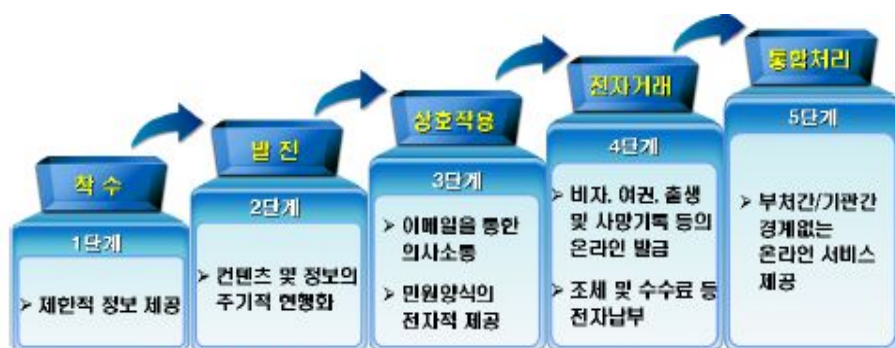 착 수
1단계
➢ 제한적 정보 제공
발 전
2단계
➢ 컨텐츠 및 정보의
주기적 현행화
상호작용
3단계
➢ 이메일을 통한
의사소통
➢ 민원양식의
전자적 제공
전자거래
4단계
➢ 비자, 여권, 출생
및 사망기록 등의
온라인 발급
➢ 조세 및 수수료 등
전자납부
통합처리
5단계
➢ 부처간/기관간
경계없는
온라인 서비스
제공